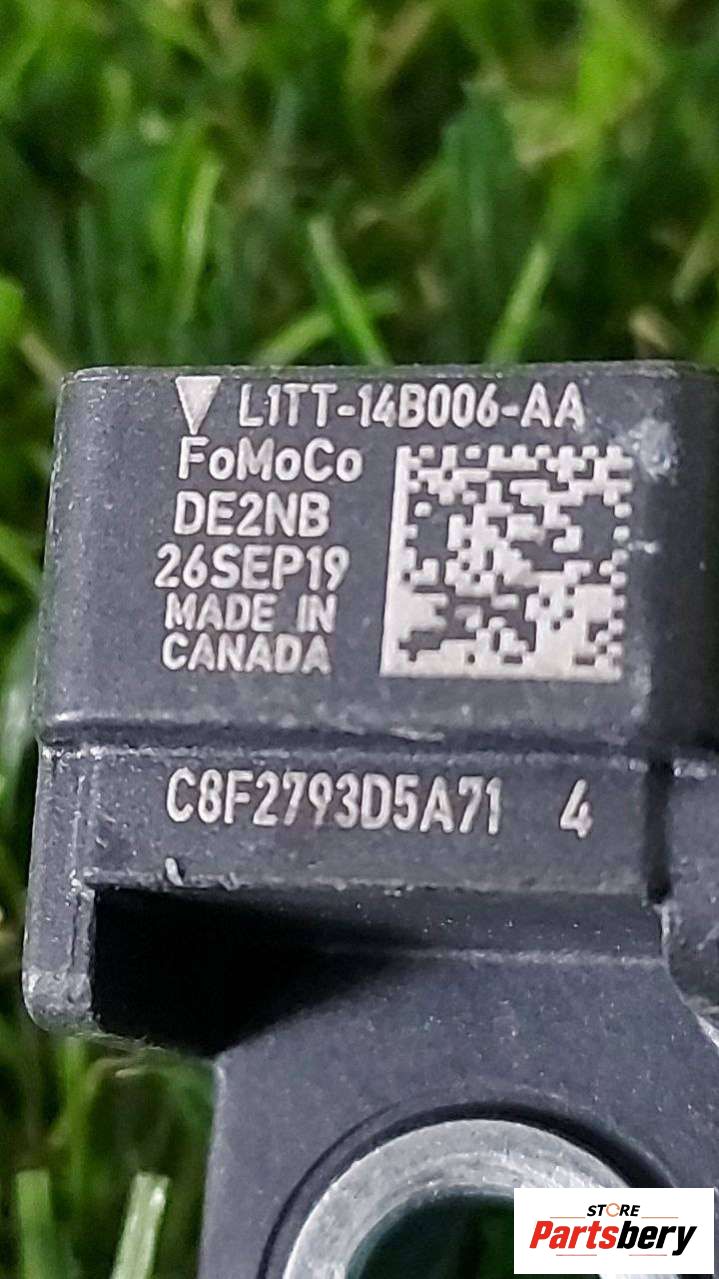 L1TT-14B006-AA
FoMoCo
DE2NB
26SEP19
MADE IN
CANADA
C8F2793D5A71 4
STORE
Partsbery